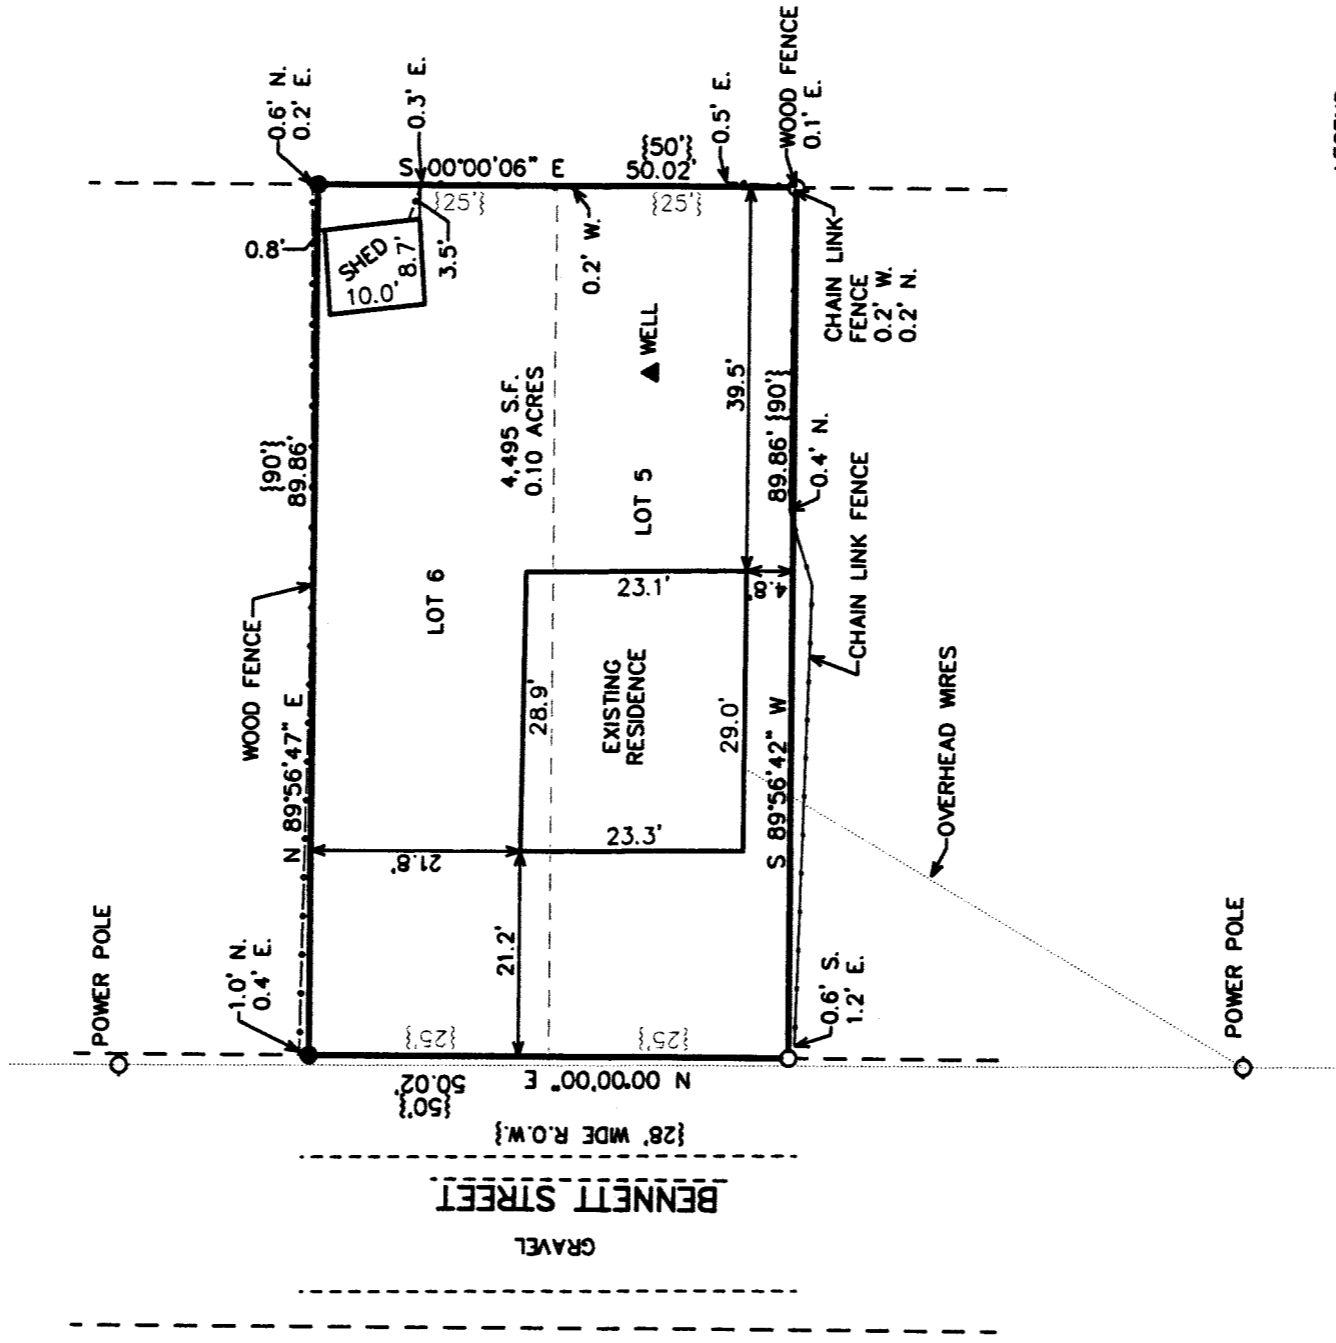 0.6' N.
0.2' E.
0.3' E.
S 00°00'06" E
50.02'
{50'}
0.5' E.
WOOD FENCE
0.1' E.
{25'}
{25'}
0.8'
SHED
10.0'
8.7'
3.5'
0.2' W.
CHAIN LINK
FENCE
0.2' W.
0.2' N.
WELL
39.5'
4,495 S.F.
0.10 ACRES
{90'}
89.86'
89.86' {90'}
0.4' N.
LOT 5
LOT 6
CHAIN LINK FENCE
WOOD FENCE
23.1'
4.8'
28.9'
EXISTING
RESIDENCE
29.0'
23.3'
N 89°56'47" E
S 89°56'42" W
OVERHEAD WIRES
21.8'
21.2'
POWER POLE
1.0' N.
0.4' E.
0.6' S.
1.2' E.
POWER POLE
{25'}
{25'}
N 00°00'00" E
50.02'
{50'}
{28' WIDE R.O.W.}
BENNETT STREET
GRAVEL